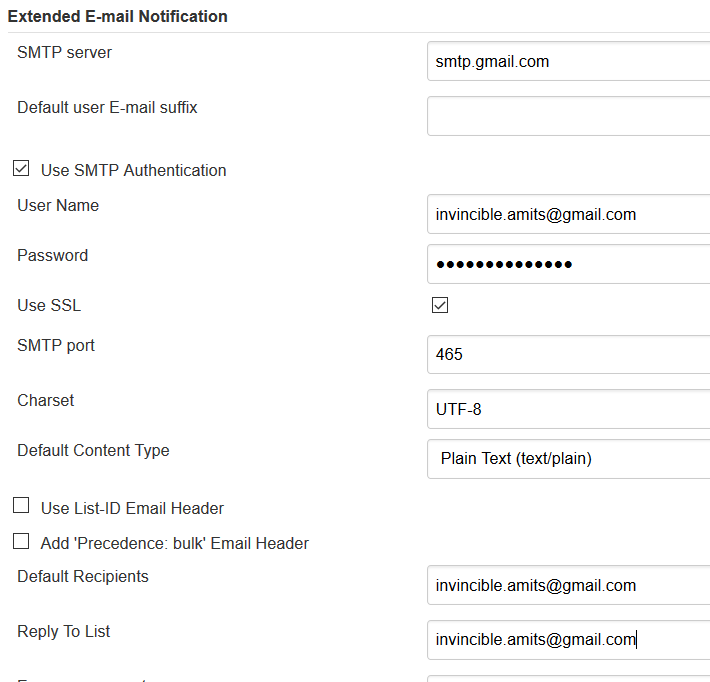 Extended E-mail Notification
SMTP server
smtp.gmail.com
Default user E-mail suffix
Use SMTP Authentication
User Name
invincible.amits@gmail.com
Password
••••••••••••••
Use SSL
SMTP port
465
Charset
UTF-8
Default Content Type
Plain Text (text/plain)
Use List-ID Email Header
Add 'Precedence: bulk' Email Header
Default Recipients
invincible.amits@gmail.com
Reply To List
invincible.amits@gmail.com